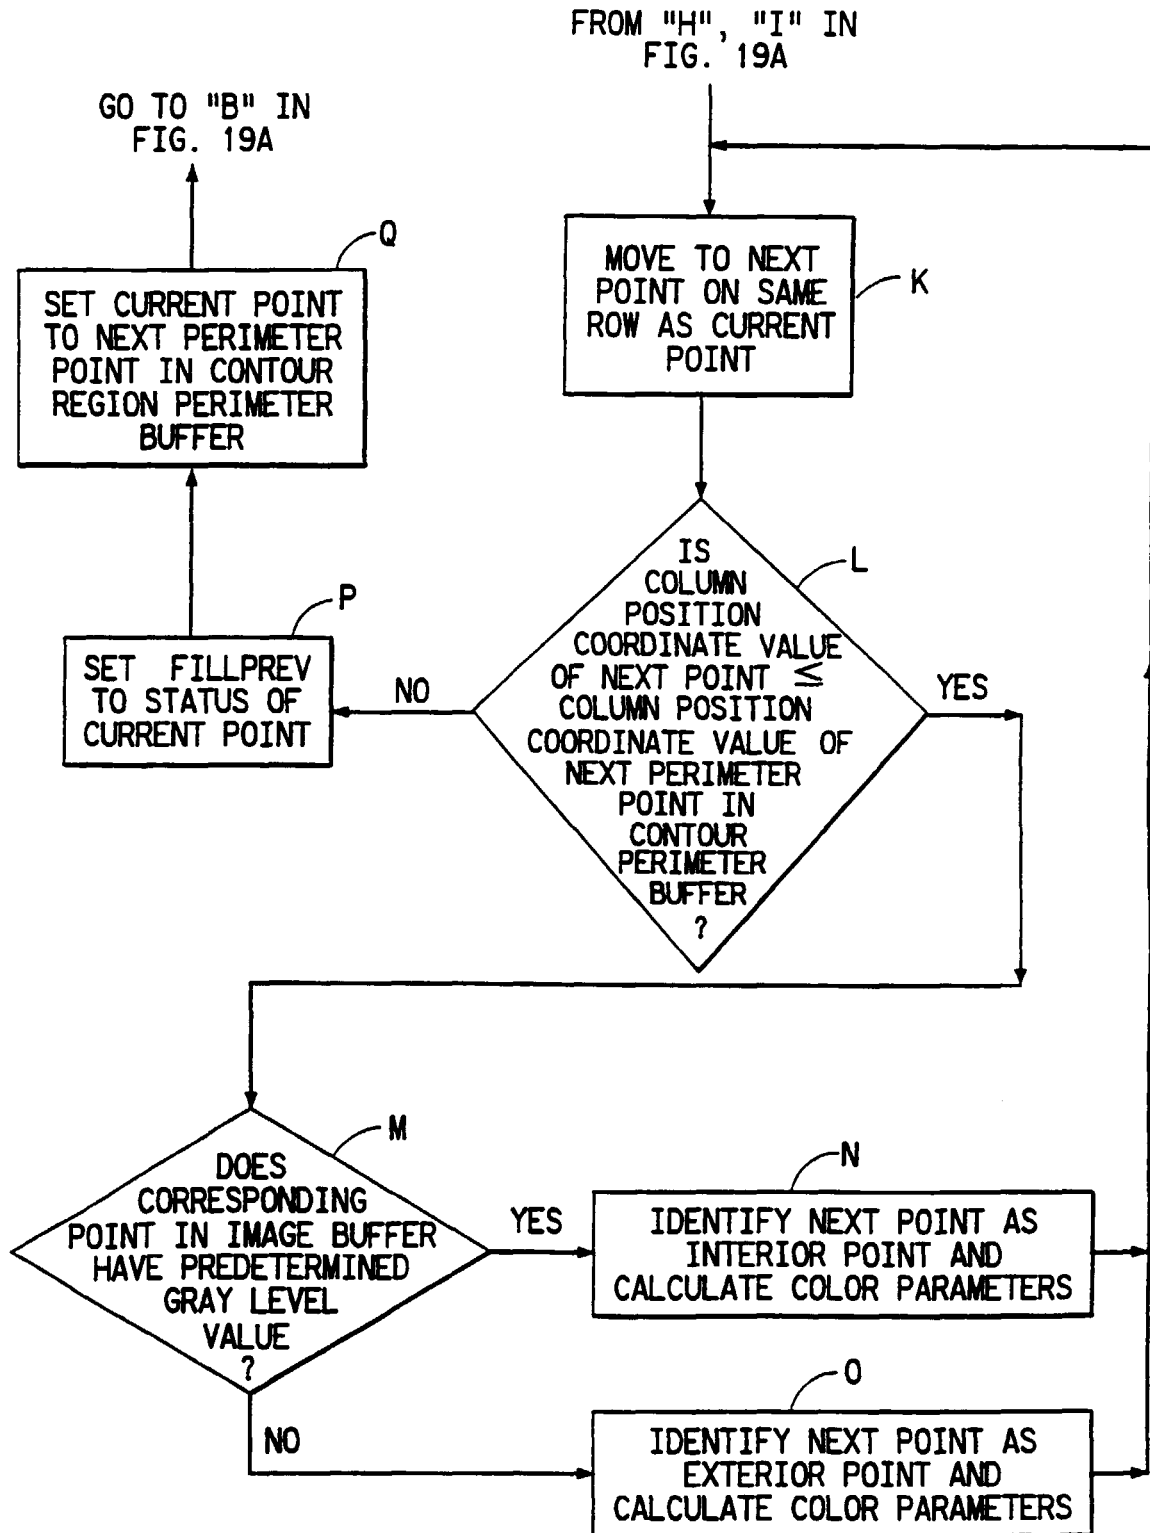 FROM "H", "I" IN
FIG. 19A
GO TO "B" IN
FIG. 19A
Q
SET CURRENT POINT
TO NEXT PERIMETER
POINT IN CONTOUR
REGION PERIMETER
BUFFER
MOVE TO NEXT
POINT ON SAME
ROW AS CURRENT
POINT
K
IS
COLUMN
POSITION
COORDINATE VALUE
OF NEXT POINT ≤
COLUMN POSITION
COORDINATE VALUE OF
NEXT PERIMETER
POINT IN
CONTOUR
PERIMETER
BUFFER
?
L
P
SET FILLPREV
TO STATUS OF
CURRENT POINT
NO
YES
M
DOES
CORRESPONDING
POINT IN IMAGE BUFFER
HAVE PREDETERMINED
GRAY LEVEL
VALUE
?
YES
N
IDENTIFY NEXT POINT AS
INTERIOR POINT AND
CALCULATE COLOR PARAMETERS
NO
O
IDENTIFY NEXT POINT AS
EXTERIOR POINT AND
CALCULATE COLOR PARAMETERS